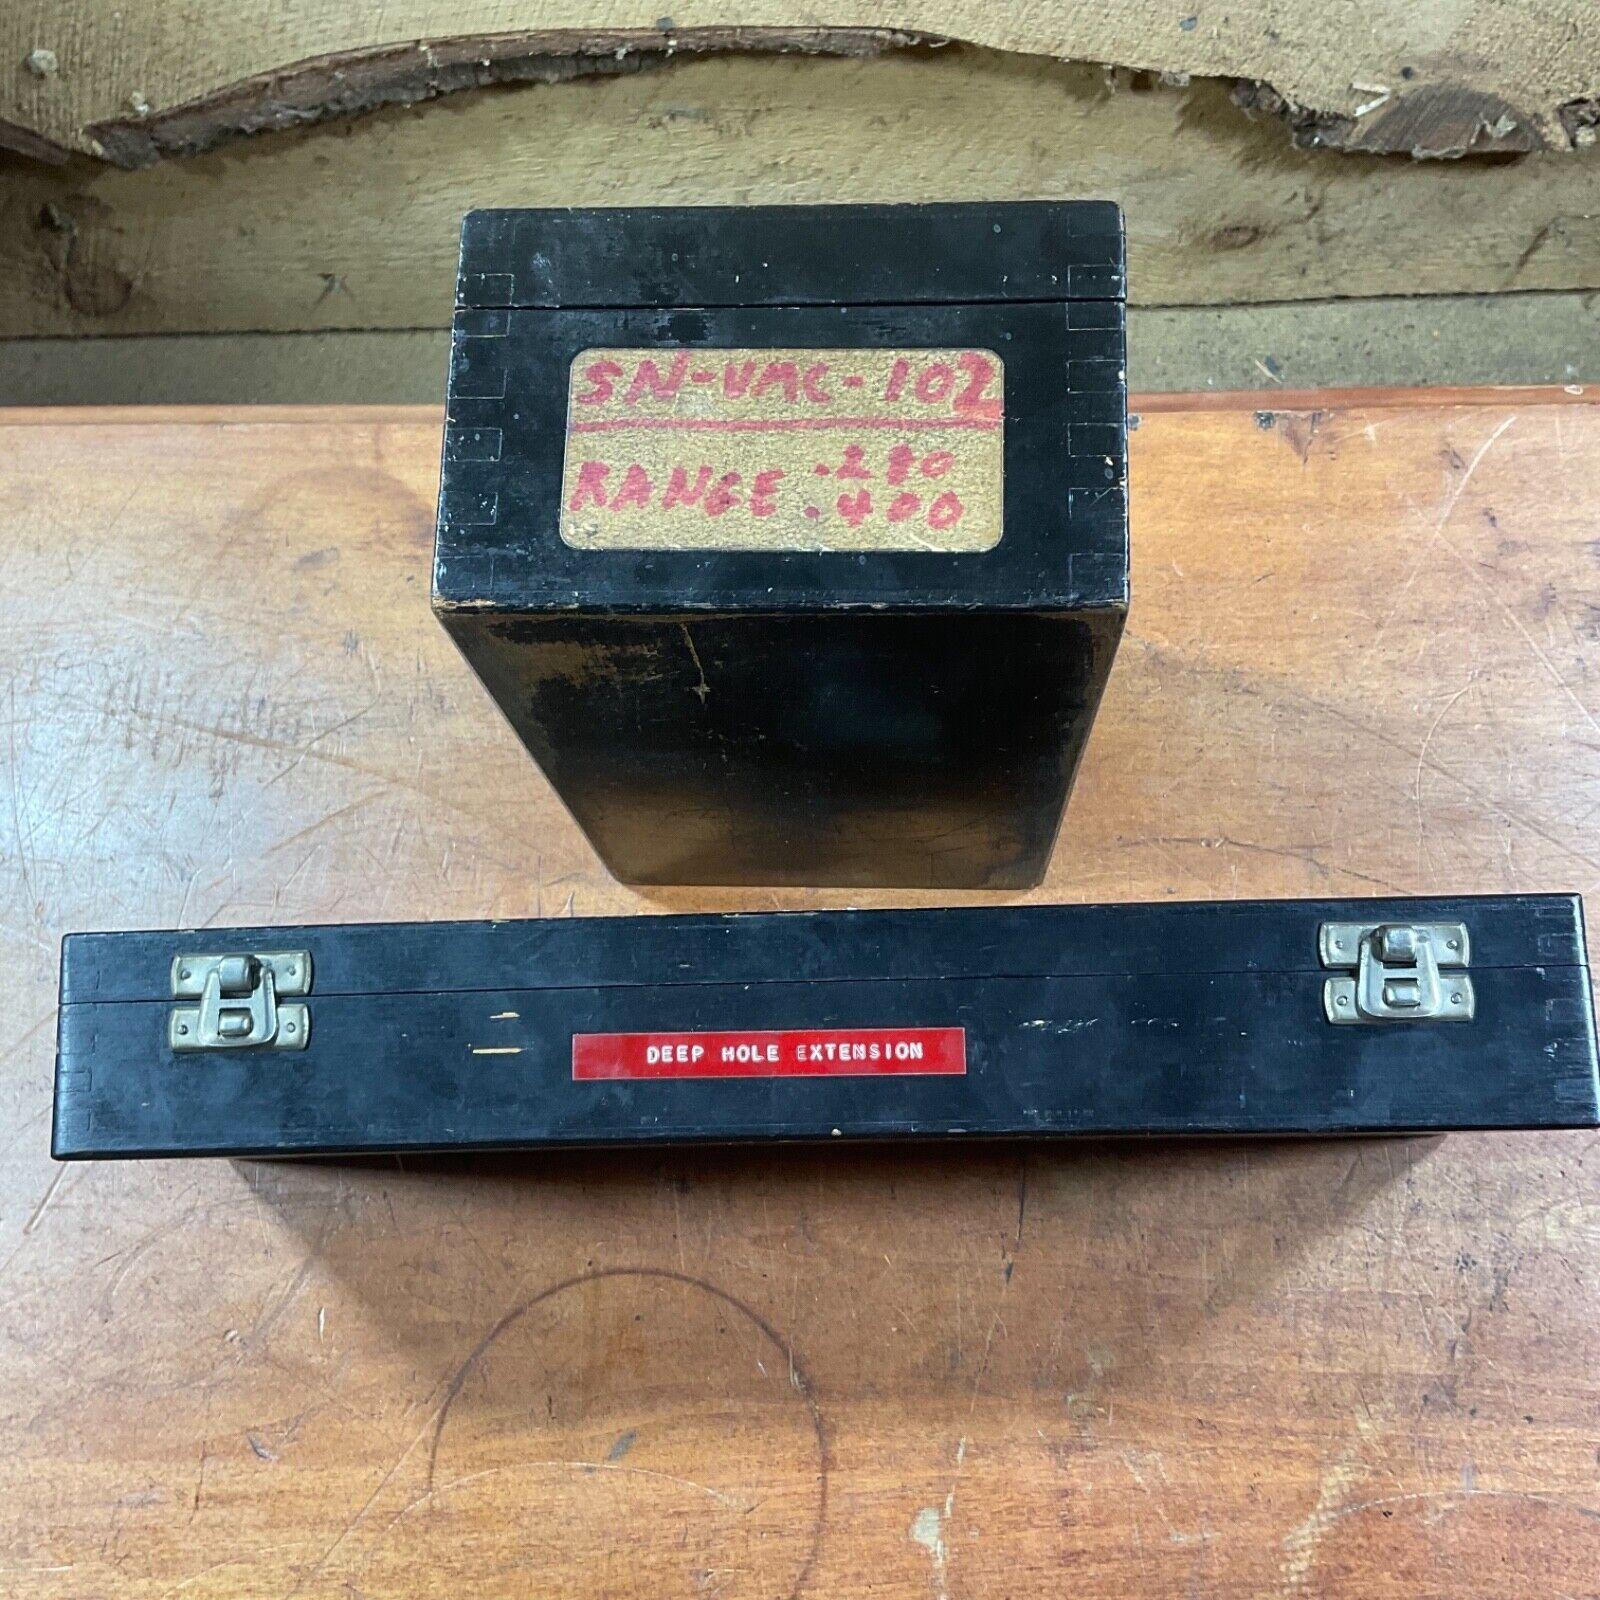 SN-VMC-102
RANGE .280
.400
DEEP HOLE EXTENSION